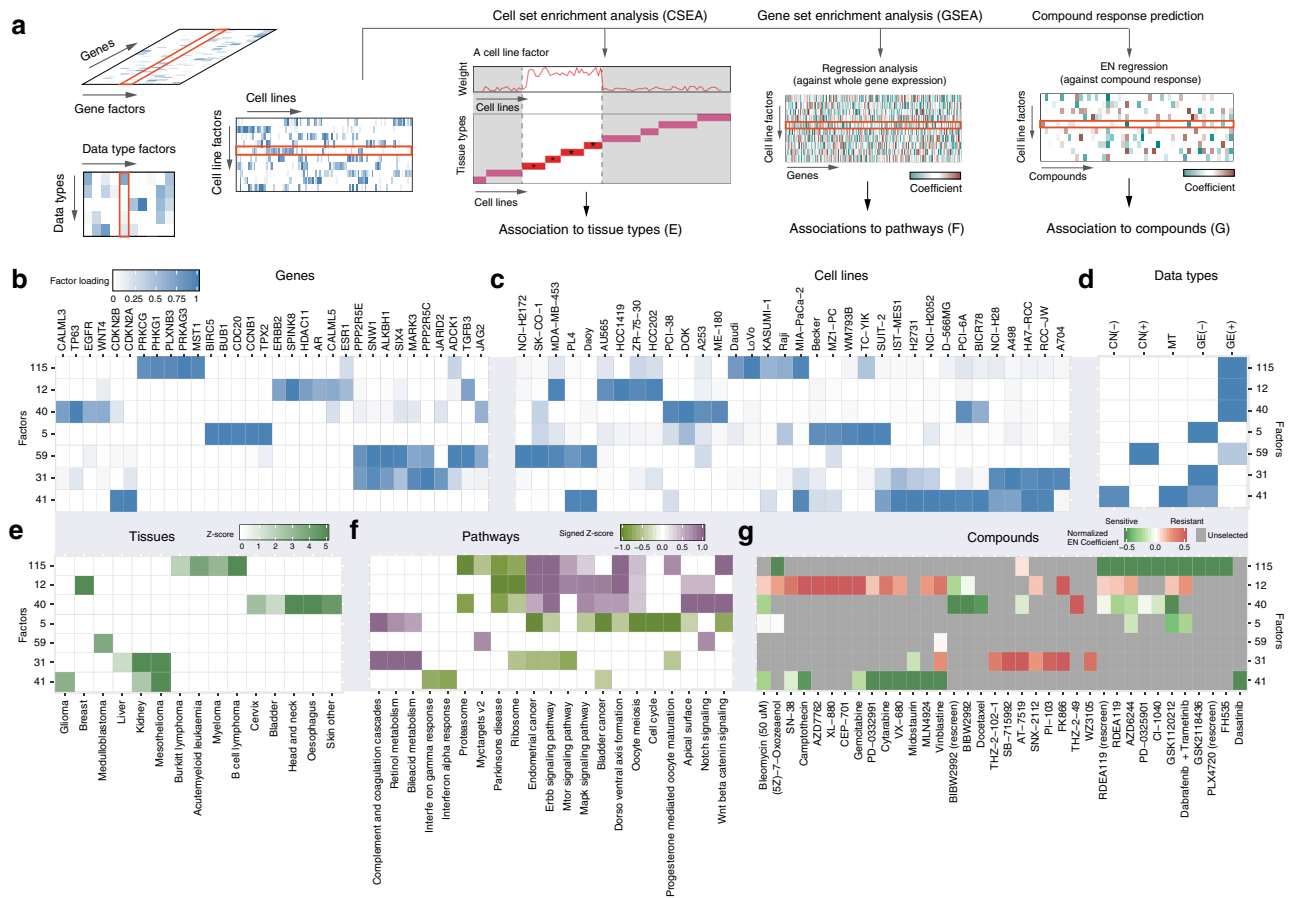 a
Genes
Gene factors
Data type factors
Data types
Cell lines
Cell line factors
Cell set enrichment analysis (CSEA)
Gene set enrichment analysis (GSEA)
Compound response prediction
A cell line factor
Weight
Cell lines
Tissue types
Cell lines
Association to tissue types (E)
Regression analysis
(against whole gene expression)
Cell line factors
Genes
Coefficient
Associations to pathways (F)
EN regression
(against compound response)
Cell line factors
Compounds
Coefficient
Association to compounds (G)
b
Factor loading
0 0.25 0.5 0.75 1
Genes
CALML3
TP63
EGFR
WNT4
CDKN2B
CDKN2A
PRKCG
PHKG1
PLXNB3
PRKAG3
MST1
BIRC5
BUB1
CDC20
CCNB1
TPX2
ERBB2
SPINK8
HDAC11
AR
CALML5
ESR1
PPP2R5E
SNW1
ALKBH1
SIX4
MARK3
PPP2R5C
JARID2
ADCK1
TGFB3
JAG2
Factors
115
12
40
5
59
31
41
c
Cell lines
NCI-H2172
SK-CO-1
MDA-MB-453
PL4
Daoy
AU565
HCC1419
ZR-75-30
HCC202
PCI-38
DOK
A253
ME-180
Daudi
LoVo
KASUMI-1
Raji
MIA-PaCa-2
Becker
MZ1-PC
WM793B
TC-YIK
SUIT-2
IST-MES1
H2731
NCI-H2052
D-566MG
PCI-6A
BICR78
NCI-H28
A498
HA7-RCC
RCC-JW
A704
d
Data types
CN(–)
CN(+)
MT
GE(–)
GE(+)
115
12
40
5
59
31
41
Factors
e
Tissues
Z-score
0 1 2 3 4 5
Factors
115
12
40
5
59
31
41
Glioma
Breast
Medulloblastoma
Liver
Kidney
Mesothelioma
Burkitt lymphoma
Acutemyeloid leukaemia
Myeloma
B cell lymphoma
Cervix
Bladder
Head and neck
Oesophagus
Skin other
f
Pathways
Signed Z-score
–1.0 –0.5 0.0 0.5 1.0
Complement and coagulation cascades
Retinol metabolism
Bileacid metabolism
Interfe ron gamma response
Interferon alpha response
Proteasome
Myctargets v2
Parkinsons disease
Ribosome
Endometrial cancer
Erbb signaling pathway
Mtor signaling pathway
Mapk signaling pathway
Bladder cancer
Dorso ventral axis formation
Oocyte meiosis
Cell cycle
Progesterone mediated oocyte maturation
Apical surface
Notch signaling
Wnt beta catenin signaling
g
Compounds
Normalized
EN Coefficient
Sensitive
Resistant
–0.5 0.0 0.5
Unselected
115
12
40
5
59
31
41
Factors
Bleomycin (50 uM)
(5Z)–7–Oxozeaenol
SN–38
Camptothecin
AZD7762
XL–880
CEP–701
Gemcitabine
PD–0332991
Cytarabine
VX–680
Midostaurin
MLN4924
Vinblastine
BIBW2992 (rescreen)
BIBW2992
Docetaxel
THZ–2–102–1
SB–715992
AT–7519
SNX–2112
PI–103
FK866
THZ–2–49
WZ3105
RDEA119 (rescreen)
RDEA119
AZD6244
PD–0325901
CI–1040
GSK1120212
Dabrafenib + Trametinib
GSK2118436
PLX4720 (rescreen)
FH535
Dasatinib